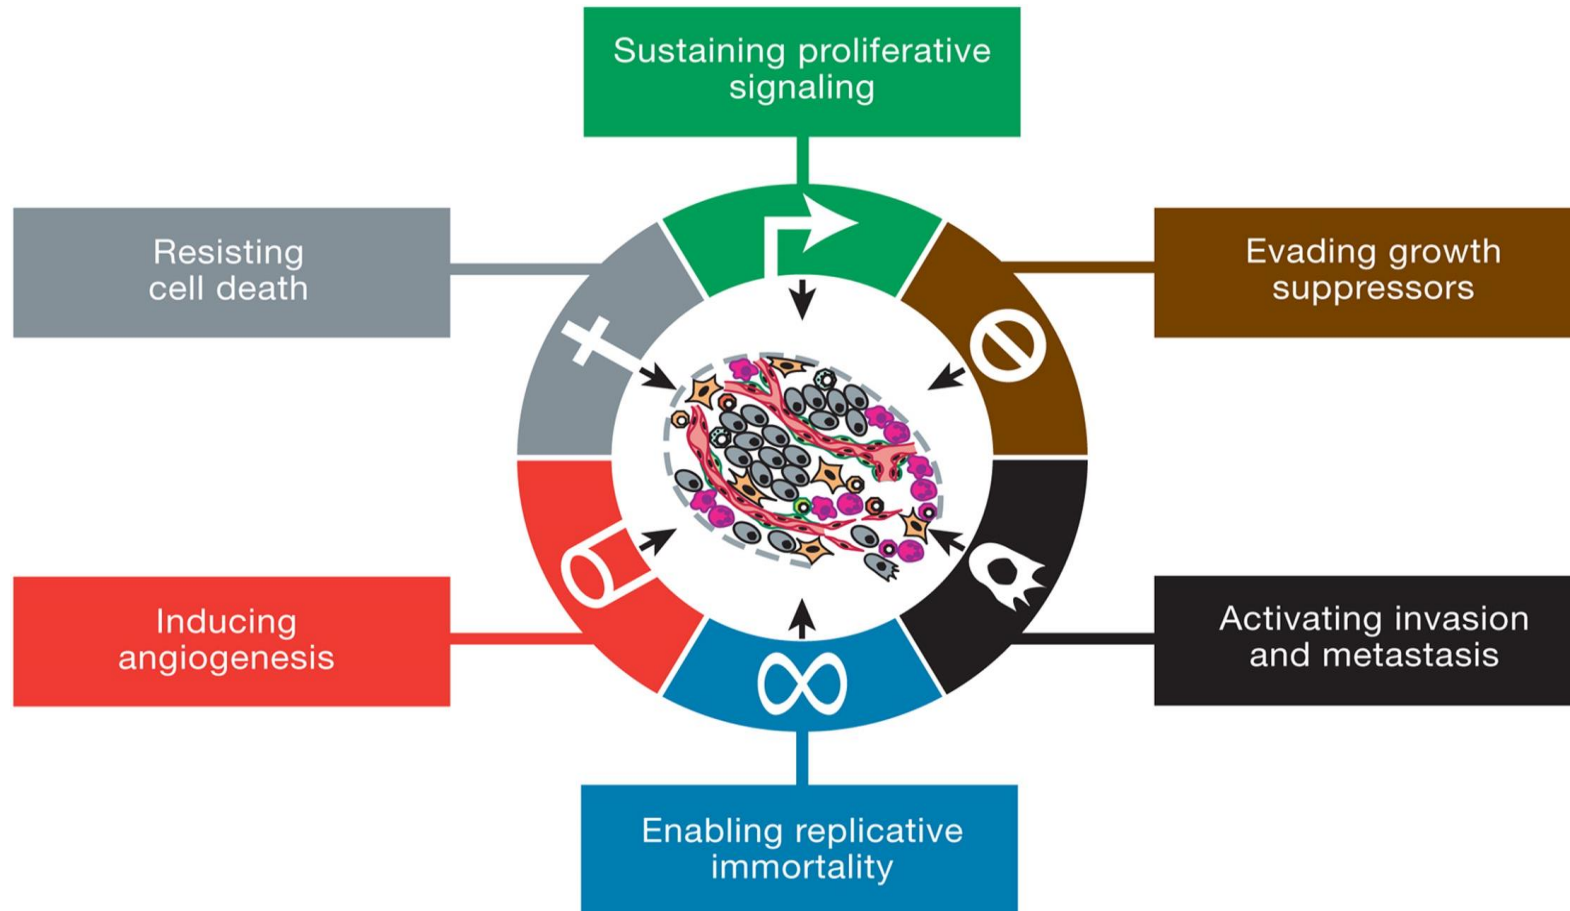 Sustaining proliferative
signaling
Resisting
cell death
Evading growth
suppressors
Inducing
angiogenesis
Activating invasion
and metastasis
Enabling replicative
immortality